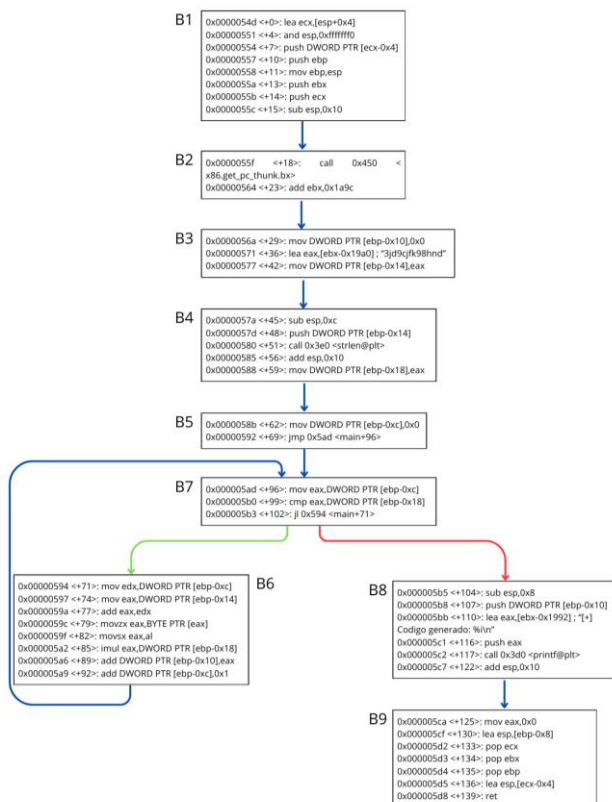 B1
0x0000054d <+0>: lea ecx,[esp+0x4]
0x00000551 <+4>: and esp,0xfffffff0
0x00000554 <+7>: push DWORD PTR [ecx-0x4]
0x00000557 <+10>: push ebp
0x00000558 <+11>: mov ebp,esp
0x0000055a <+13>: push ebx
0x0000055b <+14>: push ecx
0x0000055c <+15>: sub esp,0x10
B2
0x0000055f <+18>: call 0x450 <
x86.get_pc_thunk.bx>
0x00000564 <+23>: add ebx,0x1a9c
B3
0x0000056a <+29>: mov DWORD PTR [ebp-0x10],0x0
0x00000571 <+36>: lea eax,[ebx-0x19a0] ; “3jd9cjfk98hnd”
0x00000577 <+42>: mov DWORD PTR [ebp-0x14],eax
B4
0x0000057a <+45>: sub esp,0xc
0x0000057d <+48>: push DWORD PTR [ebp-0x14]
0x00000580 <+51>: call 0x3e0 <strlen@plt>
0x00000585 <+56>: add esp,0x10
0x00000588 <+59>: mov DWORD PTR [ebp-0x18],eax
B5
0x0000058b <+62>: mov DWORD PTR [ebp-0xc],0x0
0x00000592 <+69>: jmp 0x5ad <main+96>
B7
0x000005ad <+96>: mov eax,DWORD PTR [ebp-0xc]
0x000005b0 <+99>: cmp eax,DWORD PTR [ebp-0x18]
0x000005b3 <+102>: jl 0x594 <main+71>
B6
0x00000594 <+71>: mov edx,DWORD PTR [ebp-0xc]
0x00000597 <+74>: mov eax,DWORD PTR [ebp-0x14]
0x0000059a <+77>: add eax,edx
0x0000059c <+79>: movzx eax,BYTE PTR [eax]
0x0000059f <+82>: movsx eax,al
0x000005a2 <+85>: imul eax,DWORD PTR [ebp-0x18]
0x000005a6 <+89>: add DWORD PTR [ebp-0x10],eax
0x000005a9 <+92>: add DWORD PTR [ebp-0xc],0x1
B8
0x000005b5 <+104>: sub esp,0x8
0x000005b8 <+107>: push DWORD PTR [ebp-0x10]
0x000005bb <+110>: lea eax,[ebx-0x1992] ; “[+]
Codigo generado: %i\n”
0x000005c1 <+116>: push eax
0x000005c2 <+117>: call 0x3d0 <printf@plt>
0x000005c7 <+122>: add esp,0x10
B9
0x000005ca <+125>: mov eax,0x0
0x000005cf <+130>: lea esp,[ebp-0x8]
0x000005d2 <+133>: pop ecx
0x000005d3 <+134>: pop ebx
0x000005d4 <+135>: pop ebp
0x000005d5 <+136>: lea esp,[ecx-0x4]
0x000005d8 <+139>: ret